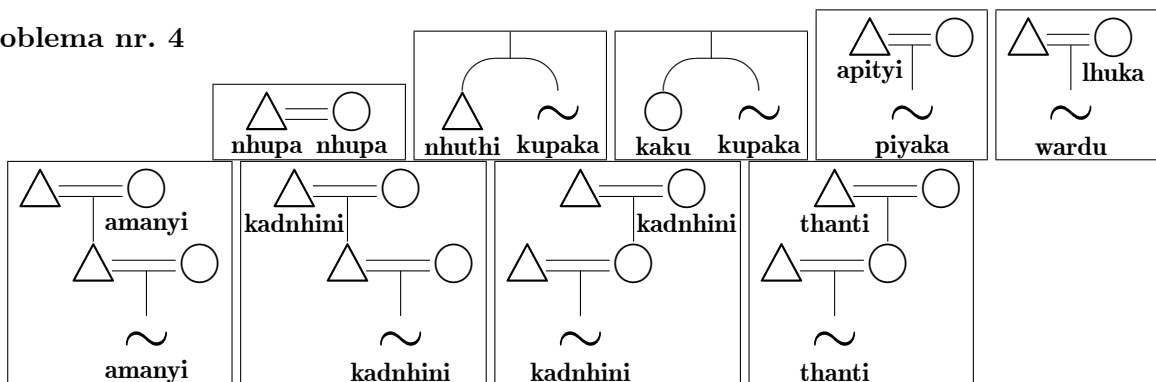 oblema nr. 4
apityi
lhuka
nhupa nhupa
nhuthi kupaka
kaku kupaka
piyaka
wardu
amanyi
kadnhini
kadnhini
thanti
amanyi
kadnhini
kadnhini
thanti